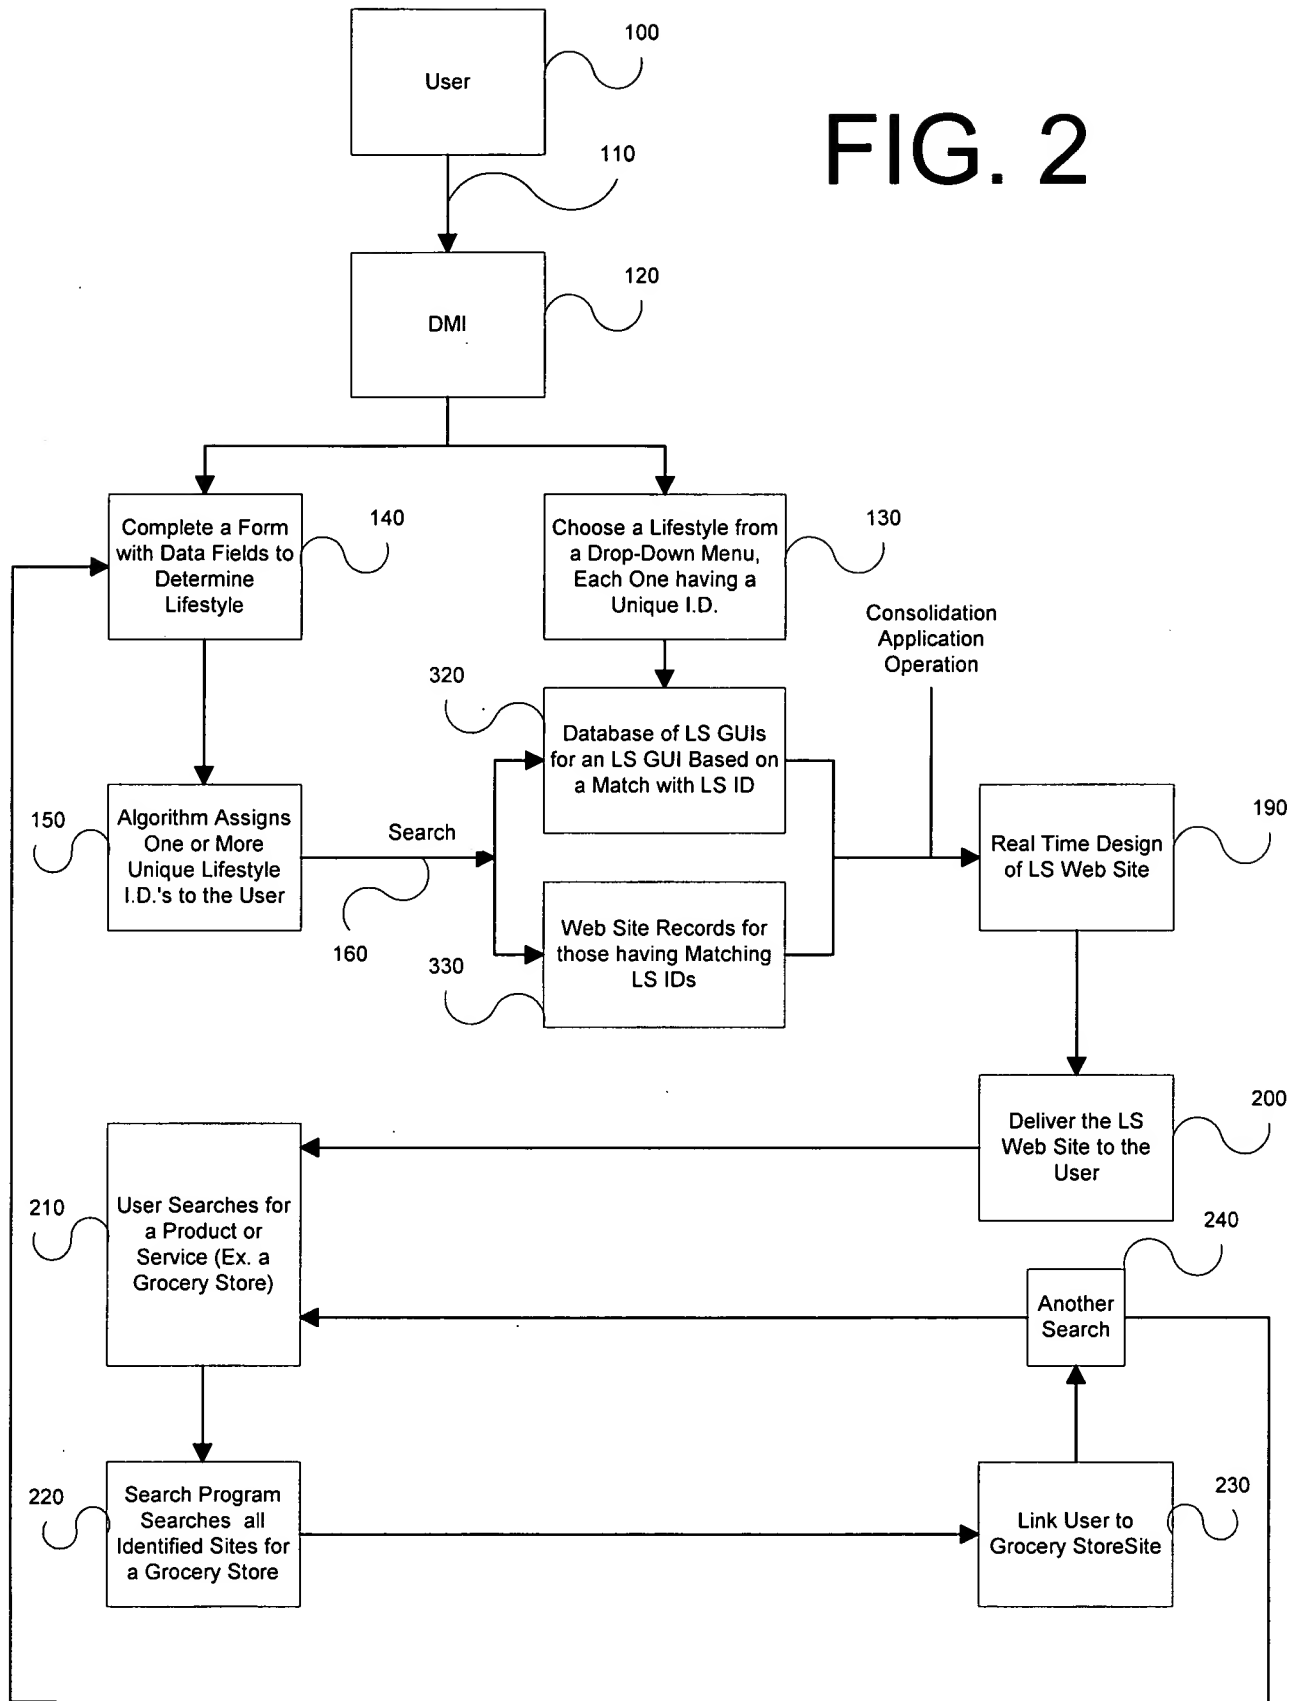 100
User
FIG. 2
110
120
DMI
140
Complete a Form
with Data Fields to
Determine
Lifestyle
130
Choose a Lifestyle from
a Drop-Down Menu,
Each One having a
Unique I.D.
Consolidation
Application
Operation
320
Database of LS GUIs
for an LS GUI Based on
a Match with LS ID
150
Algorithm Assigns
One or More
Unique Lifestyle
I.D.'s to the User
Search
160
190
Real Time Design
of LS Web Site
Web Site Records for
those having Matching
LS IDs
330
200
Deliver the LS
Web Site to the
User
210
User Searches for
a Product or
Service (Ex. a
Grocery Store)
240
Another
Search
220
Search Program
Searches all
Identified Sites for
a Grocery Store
230
Link User to
Grocery StoreSite